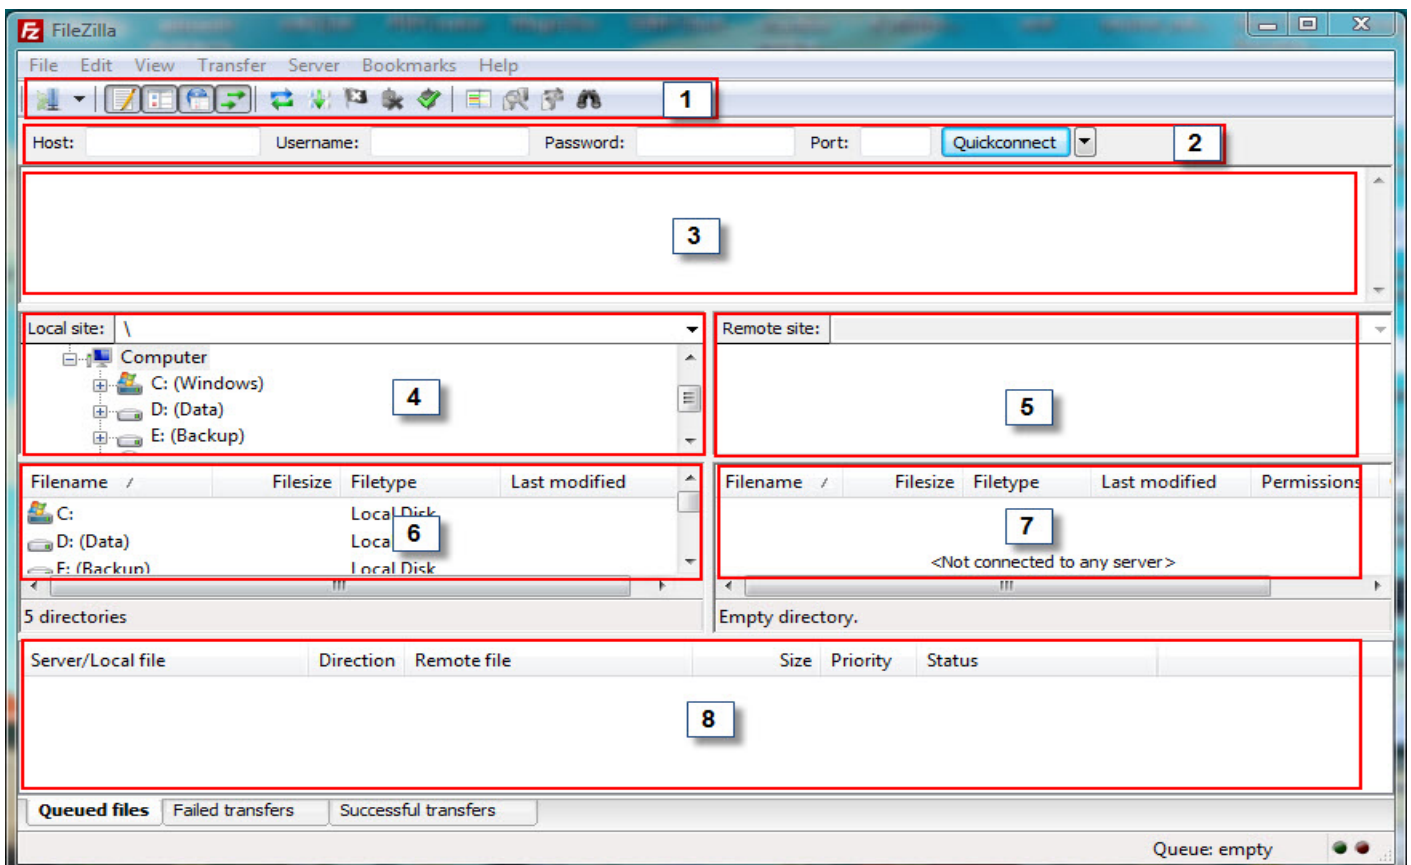 FileZilla
File Edit View Transfer Server Bookmarks Help
1
Host: Username: Password: Port: Quickconnect 2
3
Local site: \
Computer
C: (Windows)
D: (Data)
E: (Backup)
4
Remote site:
5
Filename Filesize Filetype Last modified
C: Local Disk
D: (Data) Local
E: (Backup) Local Disk
6
5 directories
Filename Filesize Filetype Last modified Permissions
7
<Not connected to any server>
Empty directory.
Server/Local file Direction Remote file Size Priority Status
8
Queued files Failed transfers Successful transfers
Queue: empty